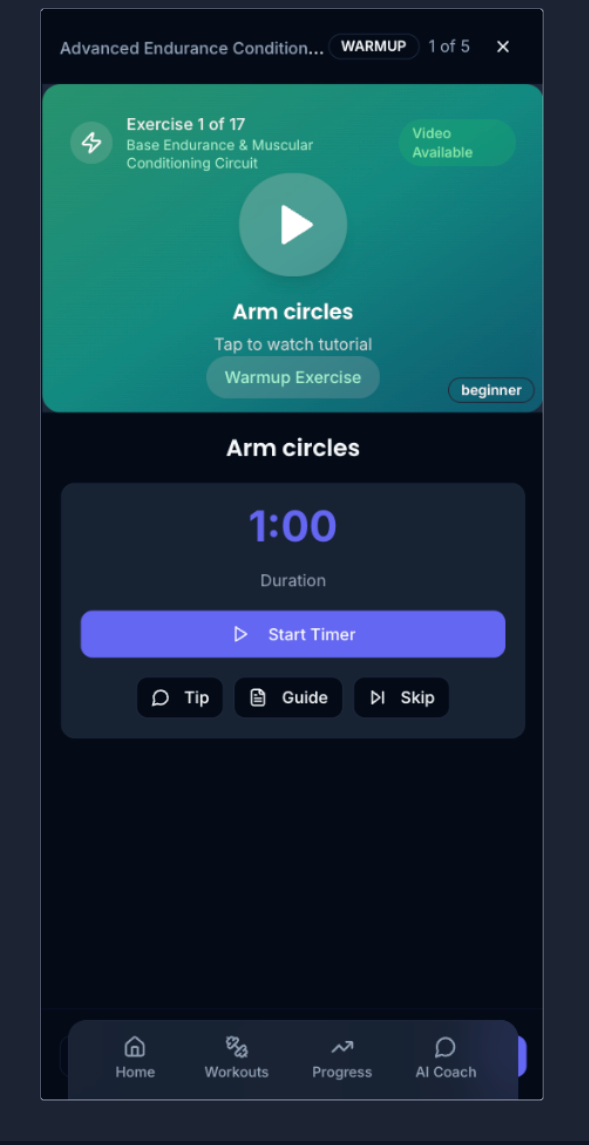 Advanced Endurance Condition... WARMUP 1 of 5
Exercise 1 of 17
Base Endurance & Muscular
Conditioning Circuit
Video
Available
Arm circles
Tap to watch tutorial
Warmup Exercise
beginner
Arm circles
1:00
Duration
Start Timer
Tip Guide Skip
Home Workouts Progress AI Coach